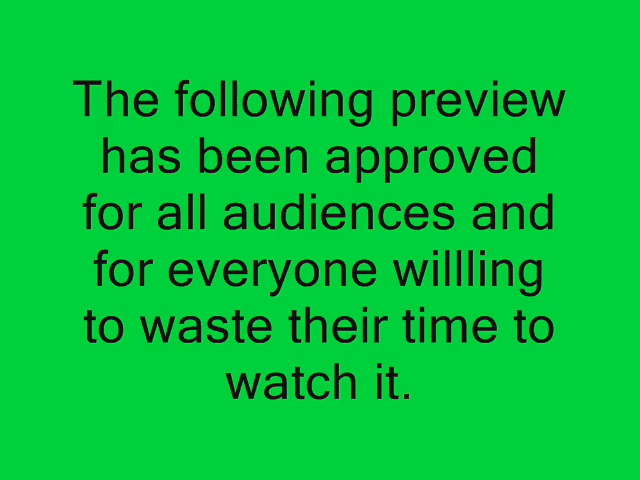 The following preview
has been approved
for all audiences and
for everyone willling
to waste their time to
watch it.